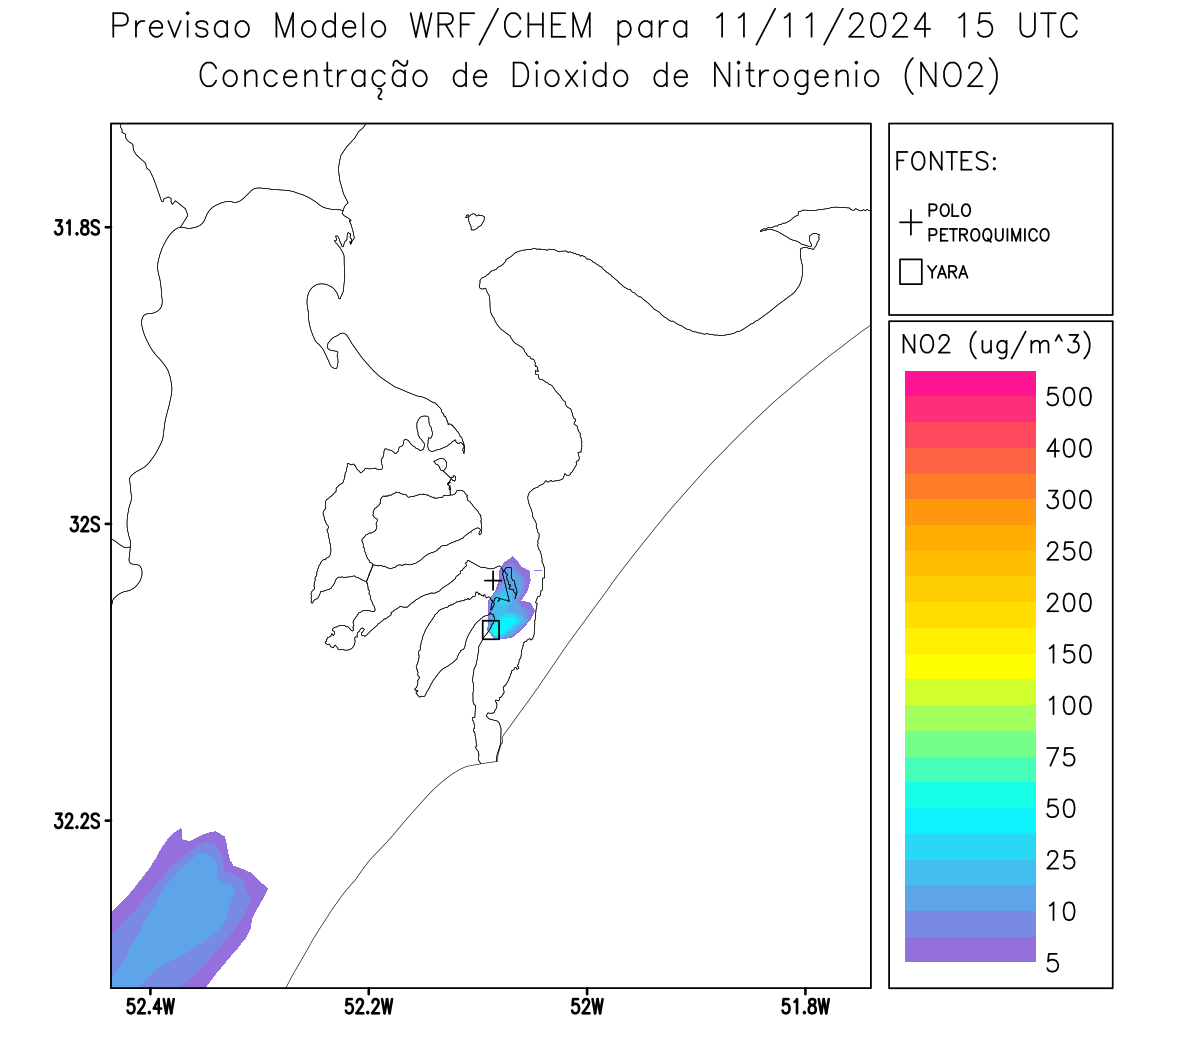 Previsao Modelo WRF/CHEM para 11/11/2024 15 UTC
Concentração de Dioxido de Nitrogenio (NO2)
FONTES:
POLO
PETROQUIMICO
YARA
NO2 (ug/m^3)
500
400
300
250
200
150
100
75
50
25
10
5
31.8S
32S
32.2S
52.4W
52.2W
52W
51.8W